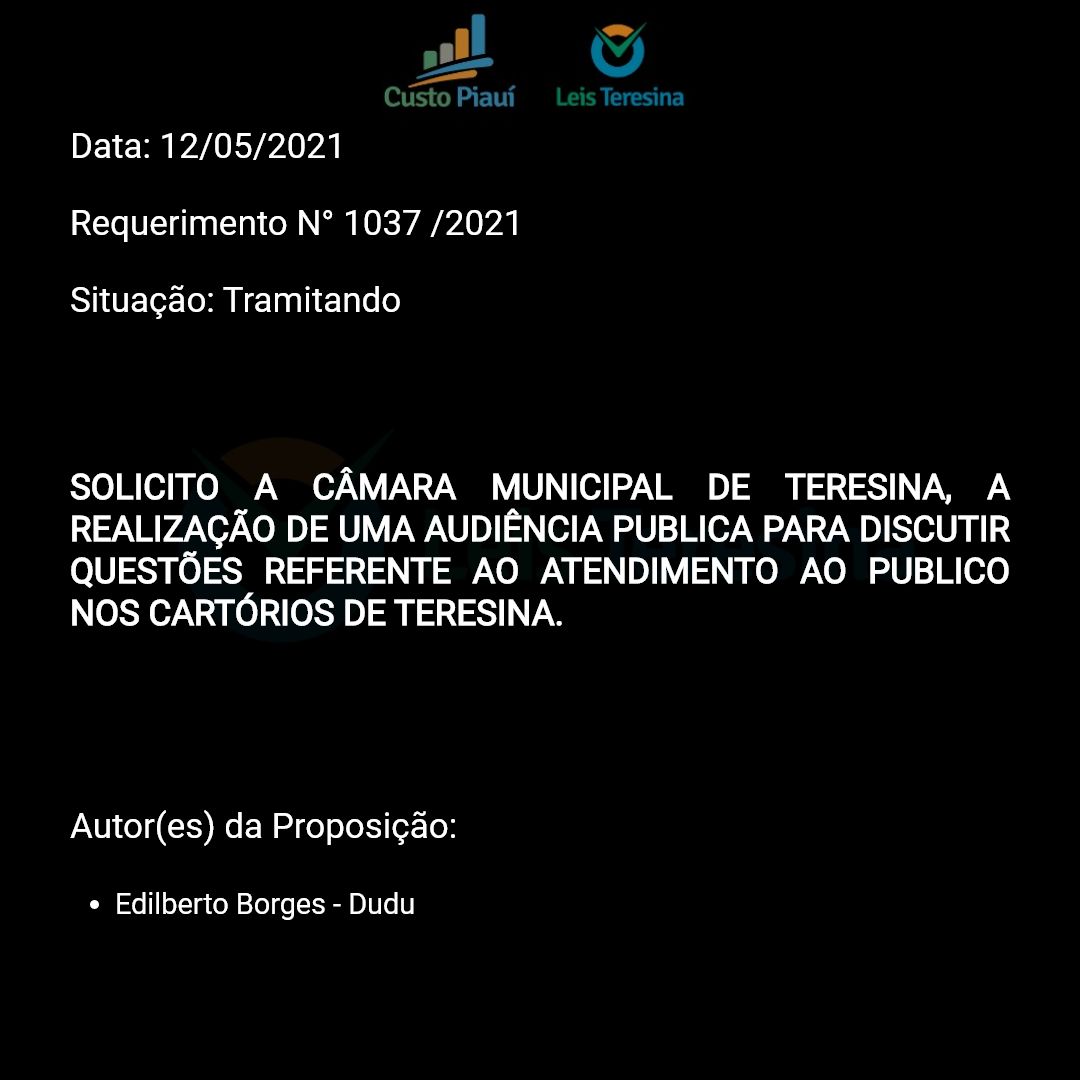 Custo Piauí Leis Teresina
Data: 12/05/2021
Requerimento N° 1037 /2021
Situação: Tramitando
SOLICITO A CÂMARA MUNICIPAL DE TERESINA, A
REALIZAÇÃO DE UMA AUDIÊNCIA PUBLICA PARA DISCUTIR
QUESTÕES REFERENTE AO ATENDIMENTO AO PUBLICO
NOS CARTÓRIOS DE TERESINA.
Autor(es) da Proposição:
• Edilberto Borges - Dudu